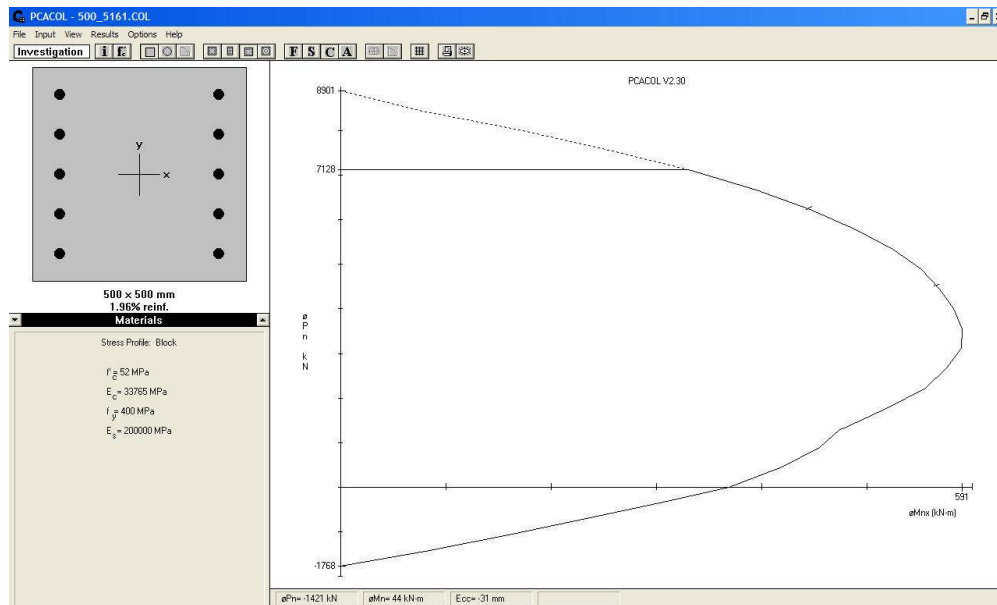 PCACOL - 500_5161.COL
File Input View Results Options Help
Investigation i f'c F S C A
y
x
500 x 500 mm
1.96% reinf.
Materials
Stress Profile: Block
f'c = 52 MPa
Ec = 33765 MPa
fy = 400 MPa
Es = 200000 MPa
PCACOL V2.30
8901
7128
ø
P
n
k
N
591
øMnx (kN-m)
-1768
øPn= -1421 kN øMn= 44 kN-m Ecc= -31 mm